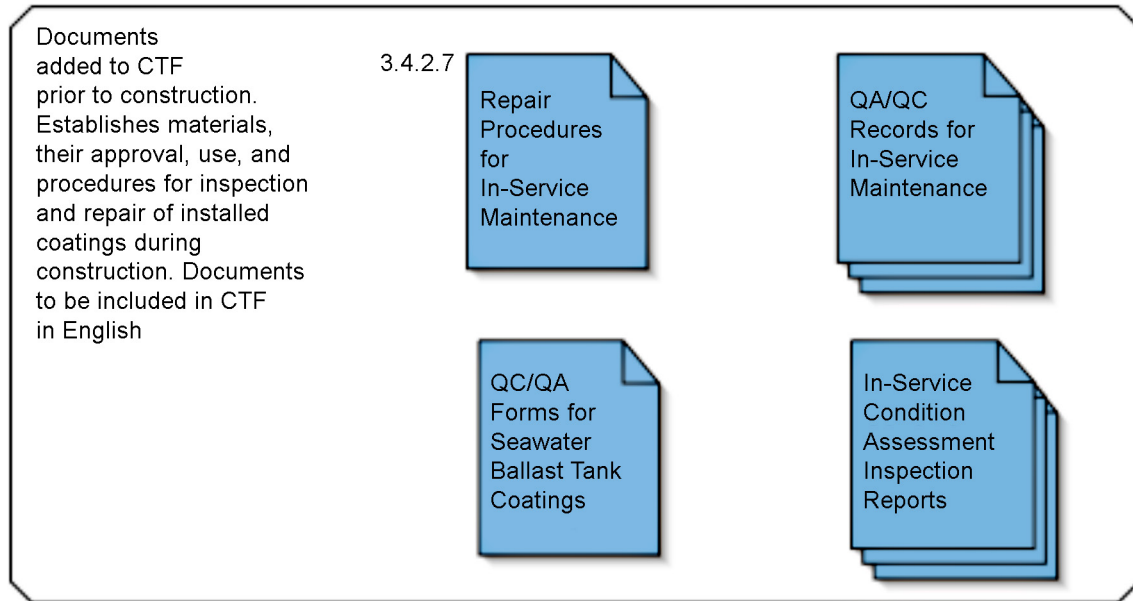 Documents
added to CTF
prior to construction.
Establishes materials,
their approval, use, and
procedures for inspection
and repair of installed
coatings during
construction. Documents
to be included in CTF
in English
3.4.2.7
Repair
Procedures
for
In-Service
Maintenance
QA/QC
Records for
In-Service
Maintenance
QC/QA
Forms for
Seawater
Ballast Tank
Coatings
In-Service
Condition
Assessment
Inspection
Reports